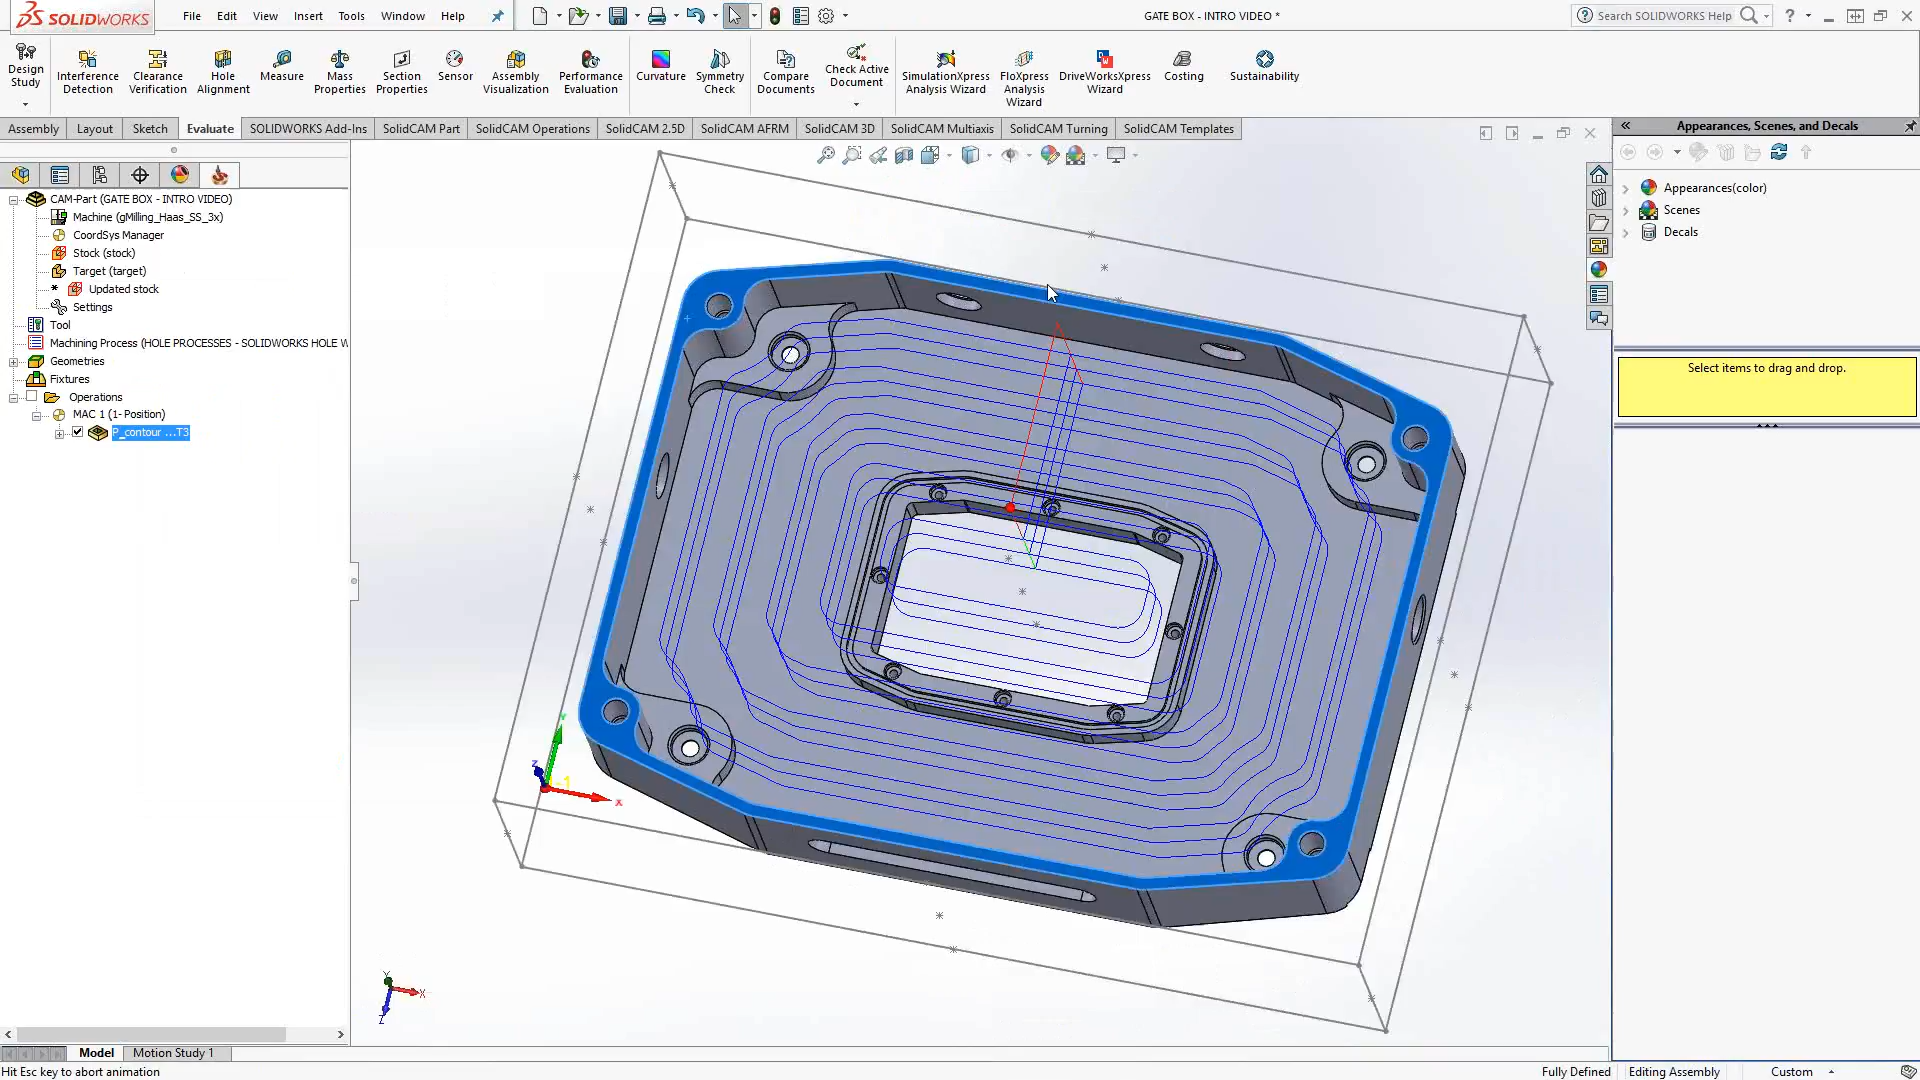 SOLIDWORKS File Edit View Insert Tools Window Help GATE BOX - INTRO VIDEO * Search SOLIDWORKS Help
Design Study
Interference Detection
Clearance Verification
Hole Alignment
Measure
Mass Properties
Section Properties
Sensor
Assembly Visualization
Performance Evaluation
Curvature
Symmetry Check
Compare Documents
Check Active Document
SimulationXpress Analysis Wizard
FloXpress Analysis Wizard
DriveWorksXpress Wizard
Costing
Sustainability
Assembly Layout Sketch Evaluate SOLIDWORKS Add-Ins SolidCAM Part SolidCAM Operations SolidCAM 2.5D SolidCAM AFRM SolidCAM 3D SolidCAM Multiaxis SolidCAM Turning SolidCAM Templates
Appearances, Scenes, and Decals
CAM-Part (GATE BOX - INTRO VIDEO)
Machine (gMilling_Haas_SS_3x)
CoordSys Manager
Stock (stock)
Target (target)
Updated stock
Settings
Tool
Machining Process (HOLE PROCESSES - SOLIDWORKS HOLE W
Geometries
Fixtures
Operations
MAC 1 (1- Position)
P_contour ...T3
Appearances(color)
Scenes
Decals
Select items to drag and drop.
Y
Z
X
Y
X
Z
Model Motion Study 1
Hit Esc key to abort animation Fully Defined Editing Assembly Custom